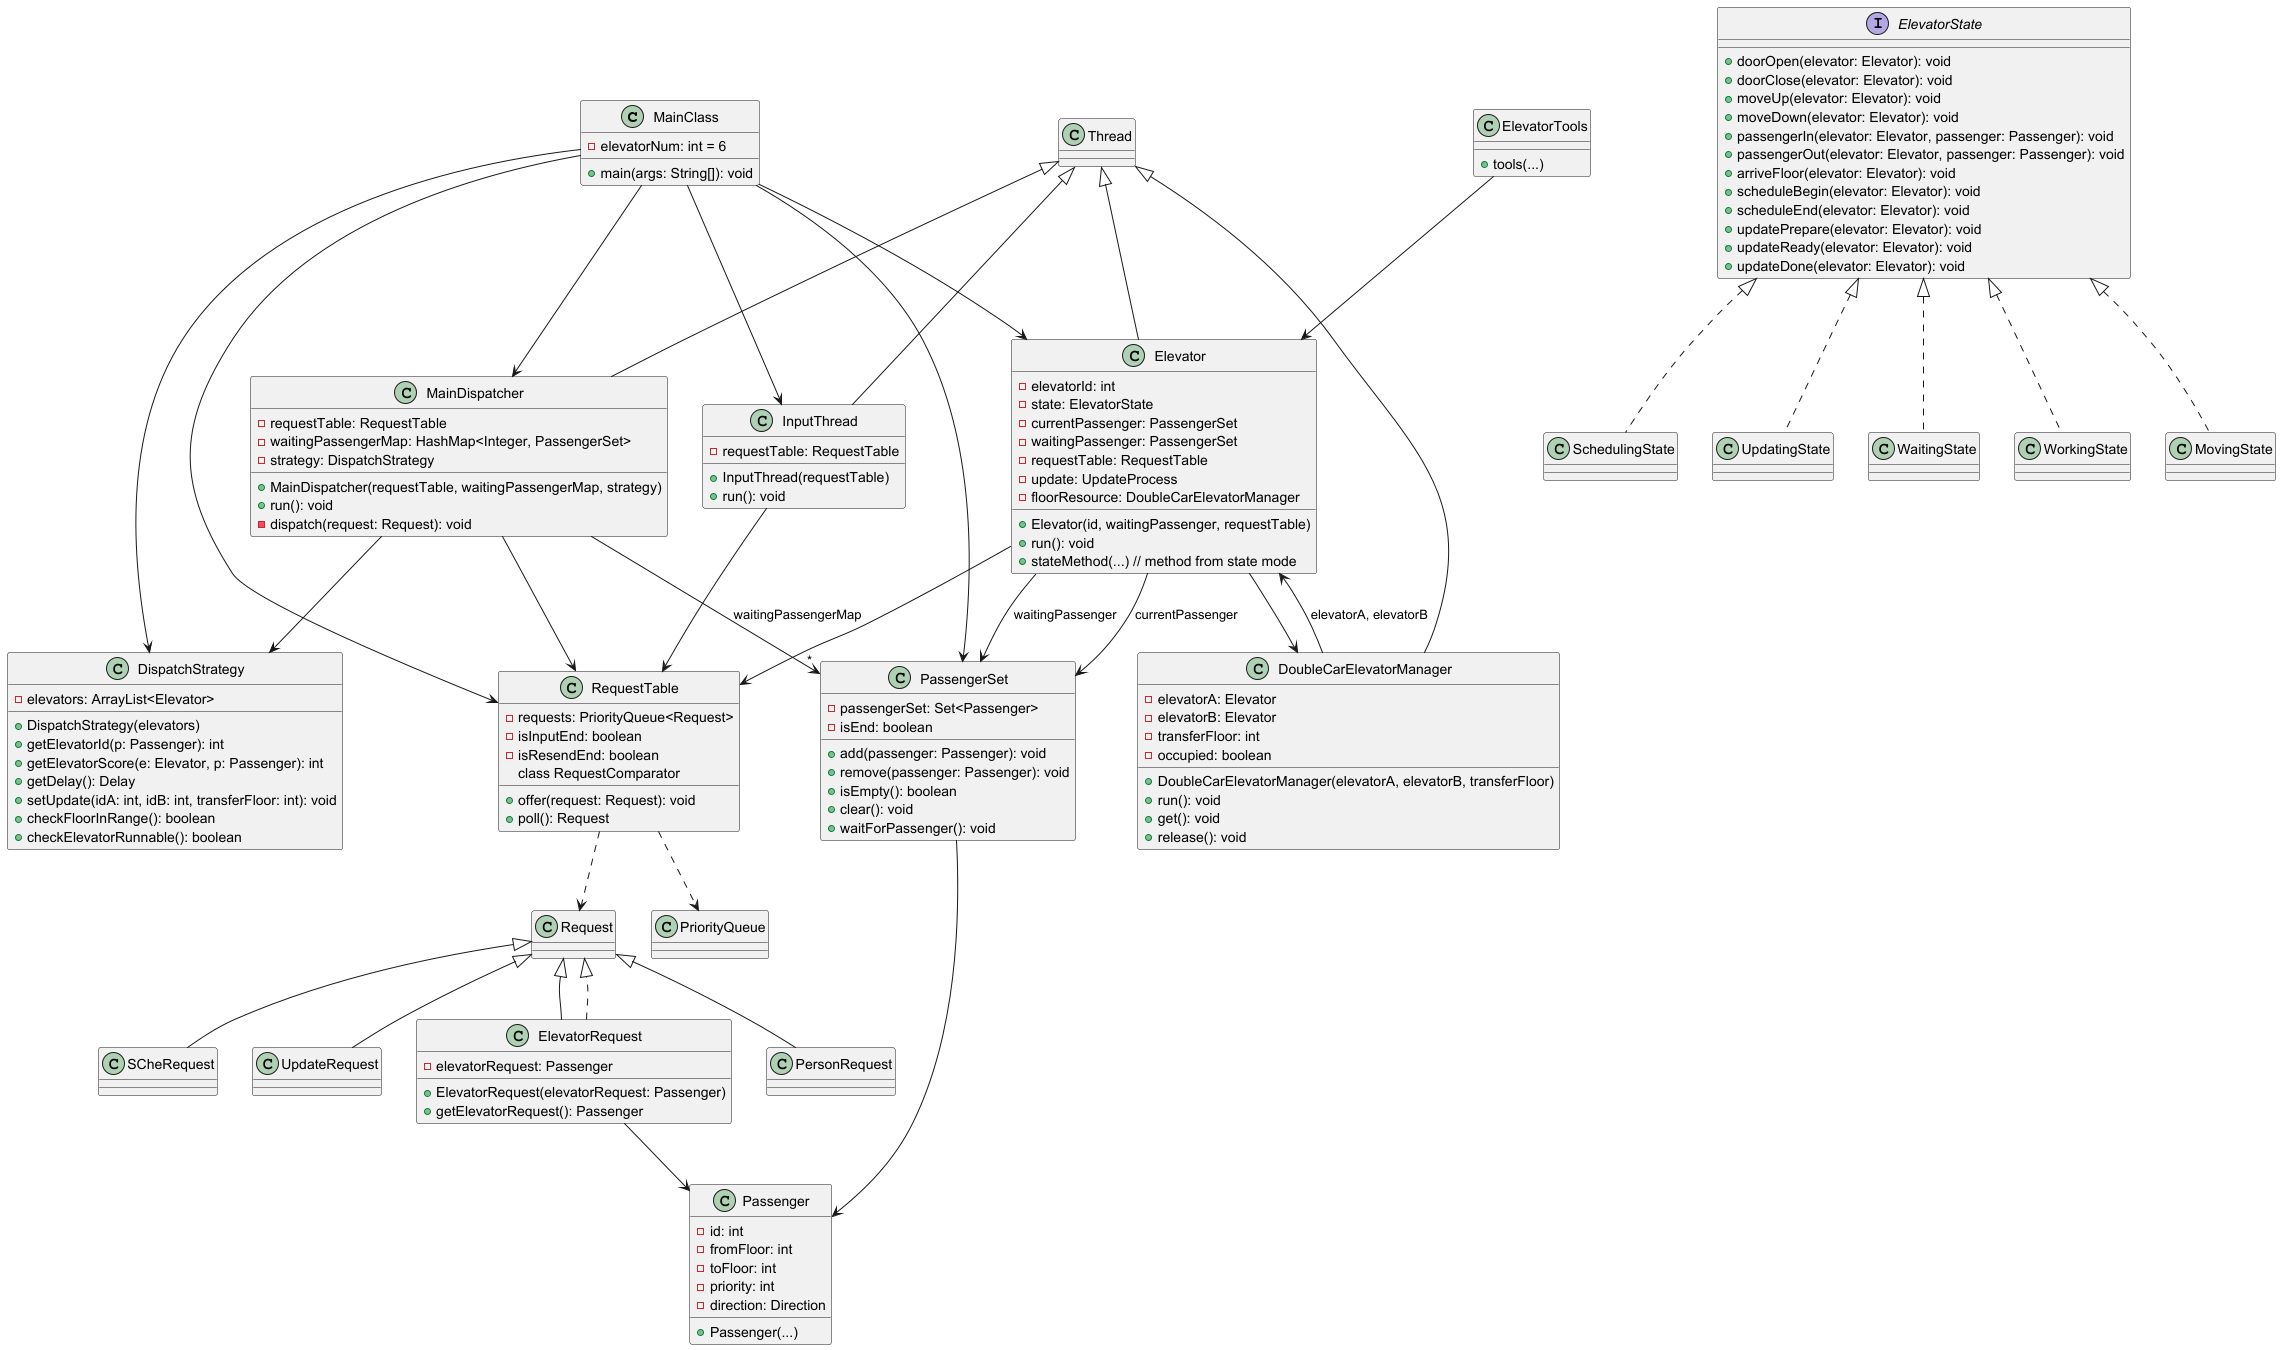 I ElevatorState
doorOpen(elevator: Elevator): void
doorClose(elevator: Elevator): void
moveUp(elevator: Elevator): void
moveDown(elevator: Elevator): void
passengerIn(elevator: Elevator, passenger: Passenger): void
passengerOut(elevator: Elevator, passenger: Passenger): void
arriveFloor(elevator: Elevator): void
scheduleBegin(elevator: Elevator): void
scheduleEnd(elevator: Elevator): void
updatePrepare(elevator: Elevator): void
updateReady(elevator: Elevator): void
updateDone(elevator: Elevator): void
C MainClass
elevatorNum: int = 6
main(args: String[]): void
C Thread
C ElevatorTools
tools(...)
C MainDispatcher
requestTable: RequestTable
waitingPassengerMap: HashMap<Integer, PassengerSet>
strategy: DispatchStrategy
MainDispatcher(requestTable, waitingPassengerMap, strategy)
run(): void
dispatch(request: Request): void
C InputThread
requestTable: RequestTable
InputThread(requestTable)
run(): void
C Elevator
elevatorId: int
state: ElevatorState
currentPassenger: PassengerSet
waitingPassenger: PassengerSet
requestTable: RequestTable
update: UpdateProcess
floorResource: DoubleCarElevatorManager
Elevator(id, waitingPassenger, requestTable)
run(): void
stateMethod(...) // method from state mode
C SchedulingState
C UpdatingState
C WaitingState
C WorkingState
C MovingState
waitingPassengerMap
*
waitingPassenger
currentPassenger
elevatorA, elevatorB
C DispatchStrategy
elevators: ArrayList<Elevator>
DispatchStrategy(elevators)
getElevatorId(p: Passenger): int
getElevatorScore(e: Elevator, p: Passenger): int
getDelay(): Delay
setUpdate(idA: int, idB: int, transferFloor: int): void
checkFloorInRange(): boolean
checkElevatorRunnable(): boolean
C RequestTable
requests: PriorityQueue<Request>
isInputEnd: boolean
isResendEnd: boolean
class RequestComparator
offer(request: Request): void
poll(): Request
C PassengerSet
passengerSet: Set<Passenger>
isEnd: boolean
add(passenger: Passenger): void
remove(passenger: Passenger): void
isEmpty(): boolean
clear(): void
waitForPassenger(): void
C DoubleCarElevatorManager
elevatorA: Elevator
elevatorB: Elevator
transferFloor: int
occupied: boolean
DoubleCarElevatorManager(elevatorA, elevatorB, transferFloor)
run(): void
get(): void
release(): void
C Request
C PriorityQueue
C SCheRequest
C UpdateRequest
C ElevatorRequest
elevatorRequest: Passenger
ElevatorRequest(elevatorRequest: Passenger)
getElevatorRequest(): Passenger
C PersonRequest
C Passenger
id: int
fromFloor: int
toFloor: int
priority: int
direction: Direction
Passenger(...)